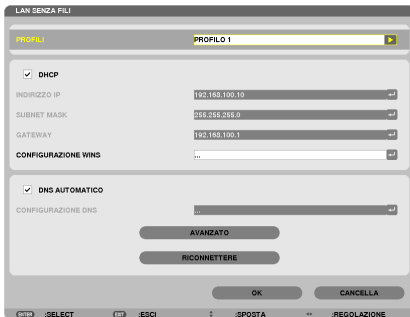 LAN SENZA FILI
PROFILI PROFILO 1
DHCP
INDIRIZZO IP 192.168.100.10
SUBNET MASK 255.255.255.0
GATEWAY 192.168.100.1
CONFIGURAZIONE WINS ...
DNS AUTOMATICO
CONFIGURAZIONE DNS ...
AVANZATO
RICONNETTERE
OK CANCELLA
ENTER :SELECT EXIT :ESCI :SPOSTA :REGOLAZIONE